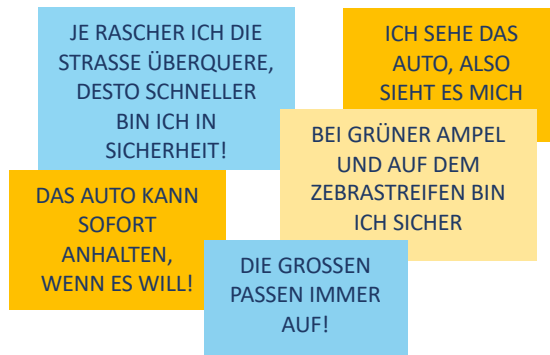 JE RASCHER ICH DIE
STRASSE ÜBERQUERE,
DESTO SCHNELLER
BIN ICH IN
SICHERHEIT!
ICH SEHE DAS
AUTO, ALSO
SIEHT ES MICH
BEI GRÜNER AMPEL
UND AUF DEM
ZEBRASTREIFEN BIN
ICH SICHER
DAS AUTO KANN
SOFORT
ANHALTEN,
WENN ES WILL!
DIE GROSSEN
PASSEN IMMER
AUF!